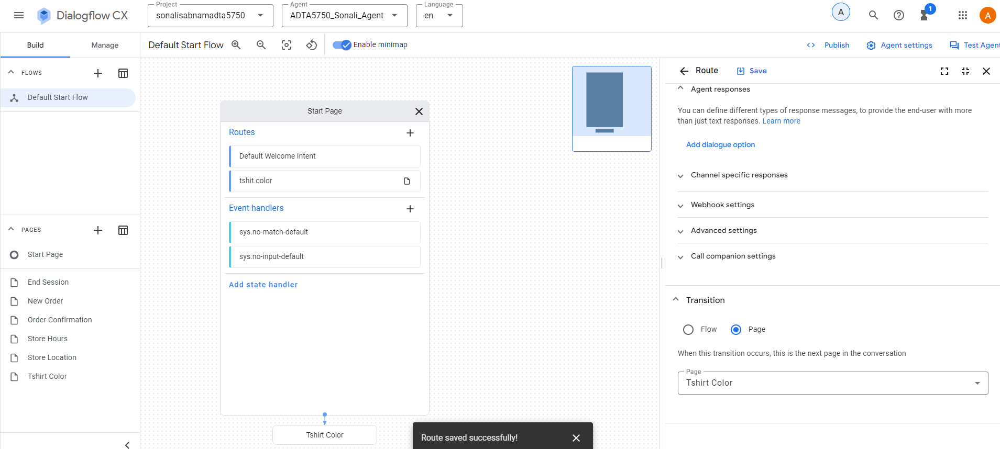 Dialogflow CX
Project
sonalisabnamadta5750
Agent
ADTA5750_Sonali_Agent
Language
en
A
1
A
Build
Manage
Default Start Flow
Enable minimap
Publish
Agent settings
Test Agent
FLOWS
Default Start Flow
PAGES
Start Page
End Session
New Order
Order Confirmation
Store Hours
Store Location
Tshirt Color
Start Page
Routes
Default Welcome Intent
tshit.color
Event handlers
sys.no-match-default
sys.no-input-default
Add state handler
Tshirt Color
Route
Save
Agent responses
You can define different types of response messages, to provide the end-user with more
than just text responses. Learn more
Add dialogue option
Channel specific responses
Webhook settings
Advanced settings
Call companion settings
Transition
Flow
Page
When this transition occurs, this is the next page in the conversation
Page
Tshirt Color
Route saved successfully!